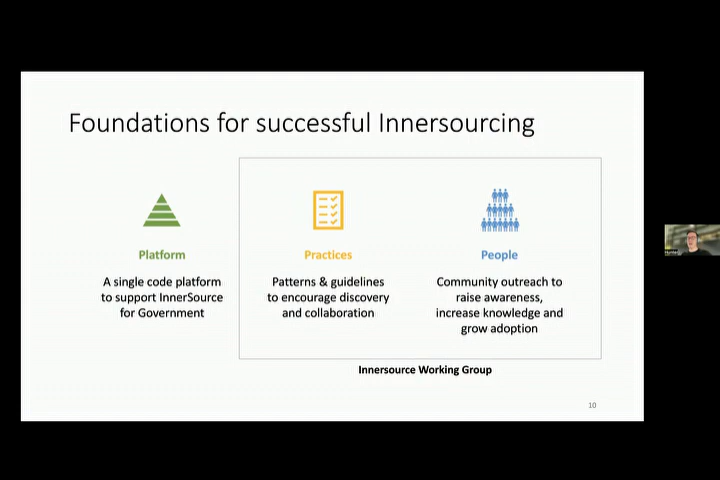 Foundations for successful Innersourcing
Platform
A single code platform
to support InnerSource
for Government
Practices
Patterns & guidelines
to encourage discovery
and collaboration
People
Community outreach to
raise awareness,
increase knowledge and
grow adoption
Innersource Working Group
10